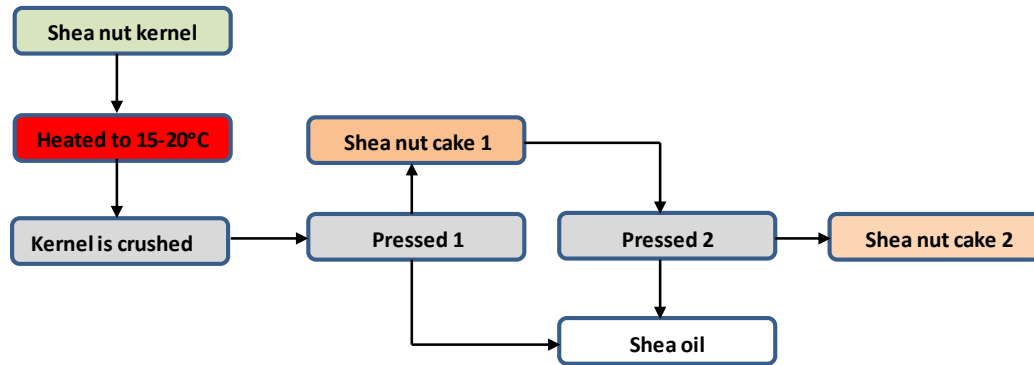 Shea nut kernel
Heated to 15-20°C
Shea nut cake 1
Kernel is crushed
Pressed 1
Pressed 2
Shea nut cake 2
Shea oil